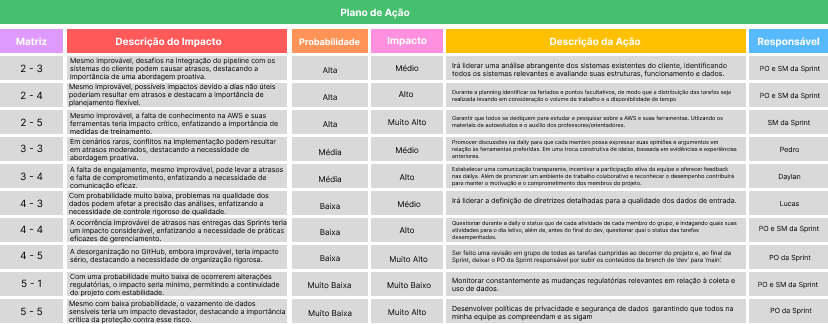 Plano de Ação
Matriz
Descrição do Impacto
Probabilidade
Impacto
Descrição da Ação
Responsável
2 - 3
Mesmo improvável, desafios na integração do pipeline com os
sistemas do cliente podem causar atrasos, destacando a
importância de uma abordagem proativa.
Alta
Médio
Irá liderar uma análise abrangente dos sistemas existentes do cliente, identificando
todos os sistemas relevantes e avaliando suas estruturas, funcionamento e dados.
PO e SM da Sprint
2 - 4
Mesmo improvável, possíveis impactos devido a dias não úteis
poderiam resultar em atrasos e destacam a importância de
planejamento flexível.
Alta
Alto
Durante a planning identificar os feriados e pontos facultativos, de modo que a distribuição das tarefas seja
realizada levando em consideração o volume de trabalho e a disponibilidade de tempo
PO e SM da Sprint
2 - 5
Mesmo improvável, a falta de conhecimento na AWS e suas
ferramentas teria impacto crítico, enfatizando a importância de
medidas de treinamento.
Alta
Muito Alto
Garantir que todos se dediquem para estudar e pesquisar sobre a AWS e suas ferramentas. Utilizando os
materiais de autoestudos e o auxílio dos professores/orientadores.
SM da Sprint
3 - 3
Em cenários raros, conflitos na implementação podem resultar
em atrasos moderados, destacando a necessidade de
abordagem proativa.
Média
Médio
Promover discussões na daily para que cada membro possa expressar suas opiniões e argumentos em
relação às ferramentas preferidas. Em uma troca construtiva de ideias, baseada em evidências e experiências
anteriores.
Pedro
3 - 4
A falta de engajamento, mesmo improvável, pode levar a atrasos
e falta de comprometimento, enfatizando a necessidade de
comunicação eficaz.
Média
Alto
Estabelecer uma comunicação transparente, incentivar a participação ativa da equipe e oferecer feedback
nas dailys. Além de promover um ambiente de trabalho colaborativo e reconhecer o desempenho contribuirá
para manter a motivação e o comprometimento dos membros do projeto.
Daylan
4 - 3
Com probabilidade muito baixa, problemas na qualidade dos
dados podem afetar a precisão das análises, enfatizando a
necessidade de controle rigoroso de qualidade.
Baixa
Médio
Irá liderar a definição de diretrizes detalhadas para a qualidade dos dados de entrada.
Lucas
4 - 4
A ocorrência improvável de atrasos nas entregas das Sprints teria
um impacto considerável, enfatizando a necessidade de práticas
eficazes de gerenciamento.
Baixa
Alto
Questionar durante a daily o status que de cada atividade de cada membro do grupo, e indagando quais suas
atividades para o dia letivo, além de, antes do final do dev, questionar qual o status das tarefas
desempenhadas.
PO e SM da Sprint
4 - 5
A desorganização no GitHub, embora improvável, teria impacto
sério, destacando a necessidade de organização rigorosa.
Baixa
Muito Alto
Ser feito uma revisão em grupo de todas as tarefas cumpridas ao decorrer do projeto e, ao final da
Sprint, deixar o PO da Sprint responsável por subir os conteúdos da branch de 'dev' para 'main'.
PO da Sprint
5 - 1
Com uma probabilidade muito baixa de ocorrerem alterações
regulatórias, o impacto seria mínimo, permitindo a continuidade
do projeto com estabilidade.
Muito Baixa
Muito Baixo
Monitorar constantemente as mudanças regulatórias relevantes em relação à coleta e
uso de dados.
PO e SM da Sprint
5 - 5
Mesmo com baixa probabilidade, o vazamento de dados
sensíveis teria um impacto devastador, destacando a importância
crítica da proteção contra esse risco.
Muito Baixa
Muito Alto
Desenvolver políticas de privacidade e segurança de dados garantindo que todos na
minha equipe as compreendam e as sigam
PO da Sprint